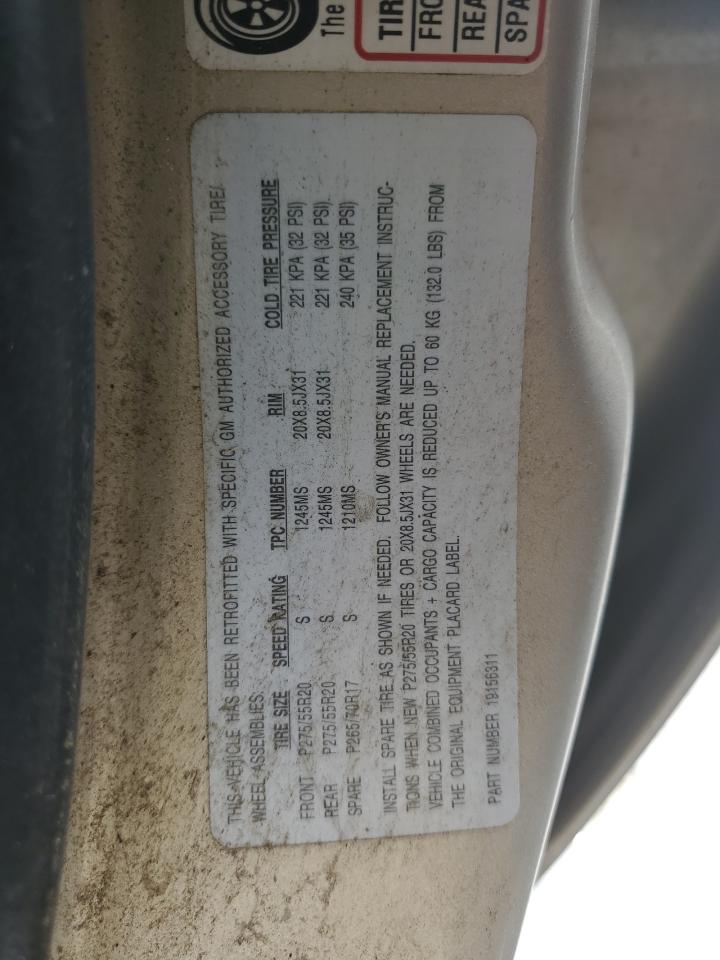 The
TIR
FRO
REA
SPA
THIS VEHICLE HAS BEEN RETROFITTED WITH SPECIFIC GM AUTHORIZED ACCESSORY TIRE/
WHEEL ASSEMBLIES.
TIRE SIZE SPEED RATING TPC NUMBER RIM COLD TIRE PRESSURE
FRONT P275/55R20 S 1245MS 20X8.5JX31 221 KPA (32 PSI)
REAR P275/55R20 S 1245MS 20X8.5JX31 221 KPA (32 PSI)
SPARE P265/70R17 S 1210MS 240 KPA (35 PSI)
INSTALL SPARE TIRE AS SHOWN IF NEEDED. FOLLOW OWNER'S MANUAL REPLACEMENT INSTRUC-
TIONS WHEN NEW P275/55R20 TIRES OR 20X8.5JX31 WHEELS ARE NEEDED.
VEHICLE COMBINED OCCUPANTS + CARGO CAPACITY IS REDUCED UP TO 60 KG (132.0 LBS) FROM
THE ORIGINAL EQUIPMENT PLACARD LABEL.
PART NUMBER 19156311